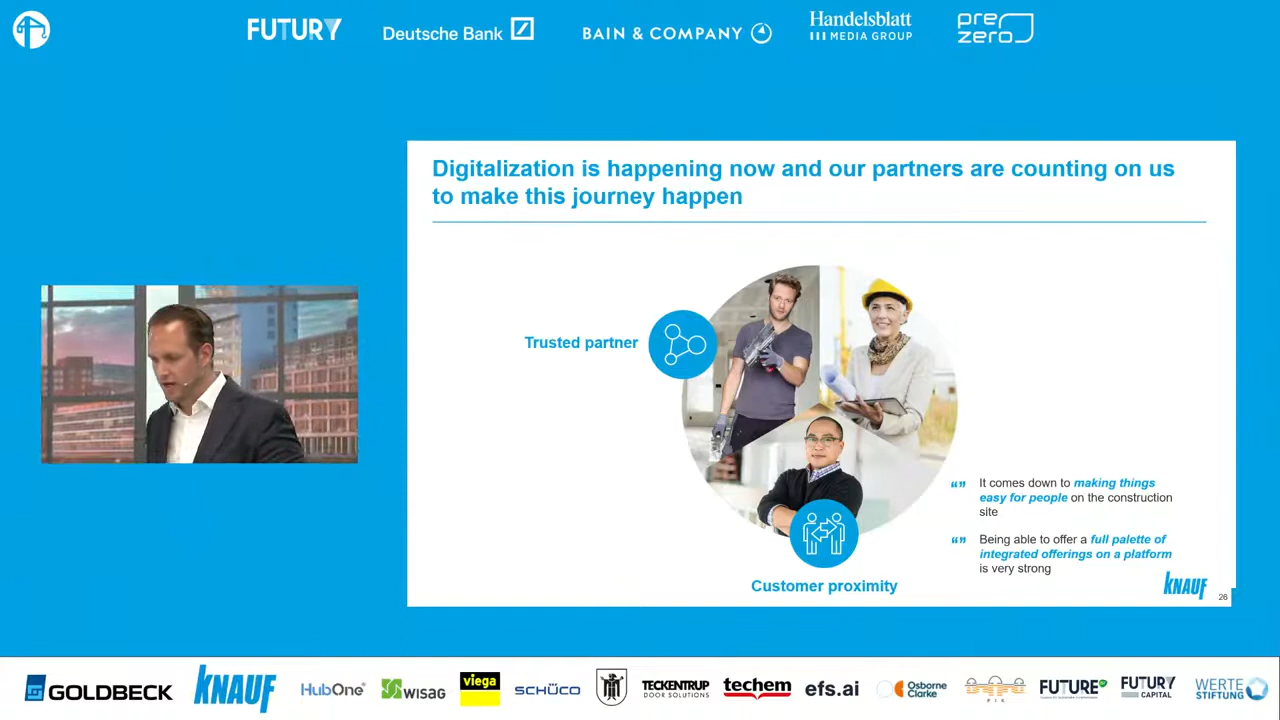 FUTURY
Deutsche Bank
BAIN & COMPANY
Handelsblatt
MEDIA GROUP
pre
zero
Digitalization is happening now and our partners are counting on us
to make this journey happen
Trusted partner
“” It comes down to making things
easy for people on the construction
site
“” Being able to offer a full palette of
integrated offerings on a platform
is very strong
Customer proximity
KNAUF
26
GOLDBECK
KNAUF
HubOne
WISAG
viega
SCHÜCO
TECKENTRUP
DOOR SOLUTIONS
techem
efs.ai
Osborne
Clarke
FUTURE
FUTURY
CAPITAL
WERTE
STIFTUNG